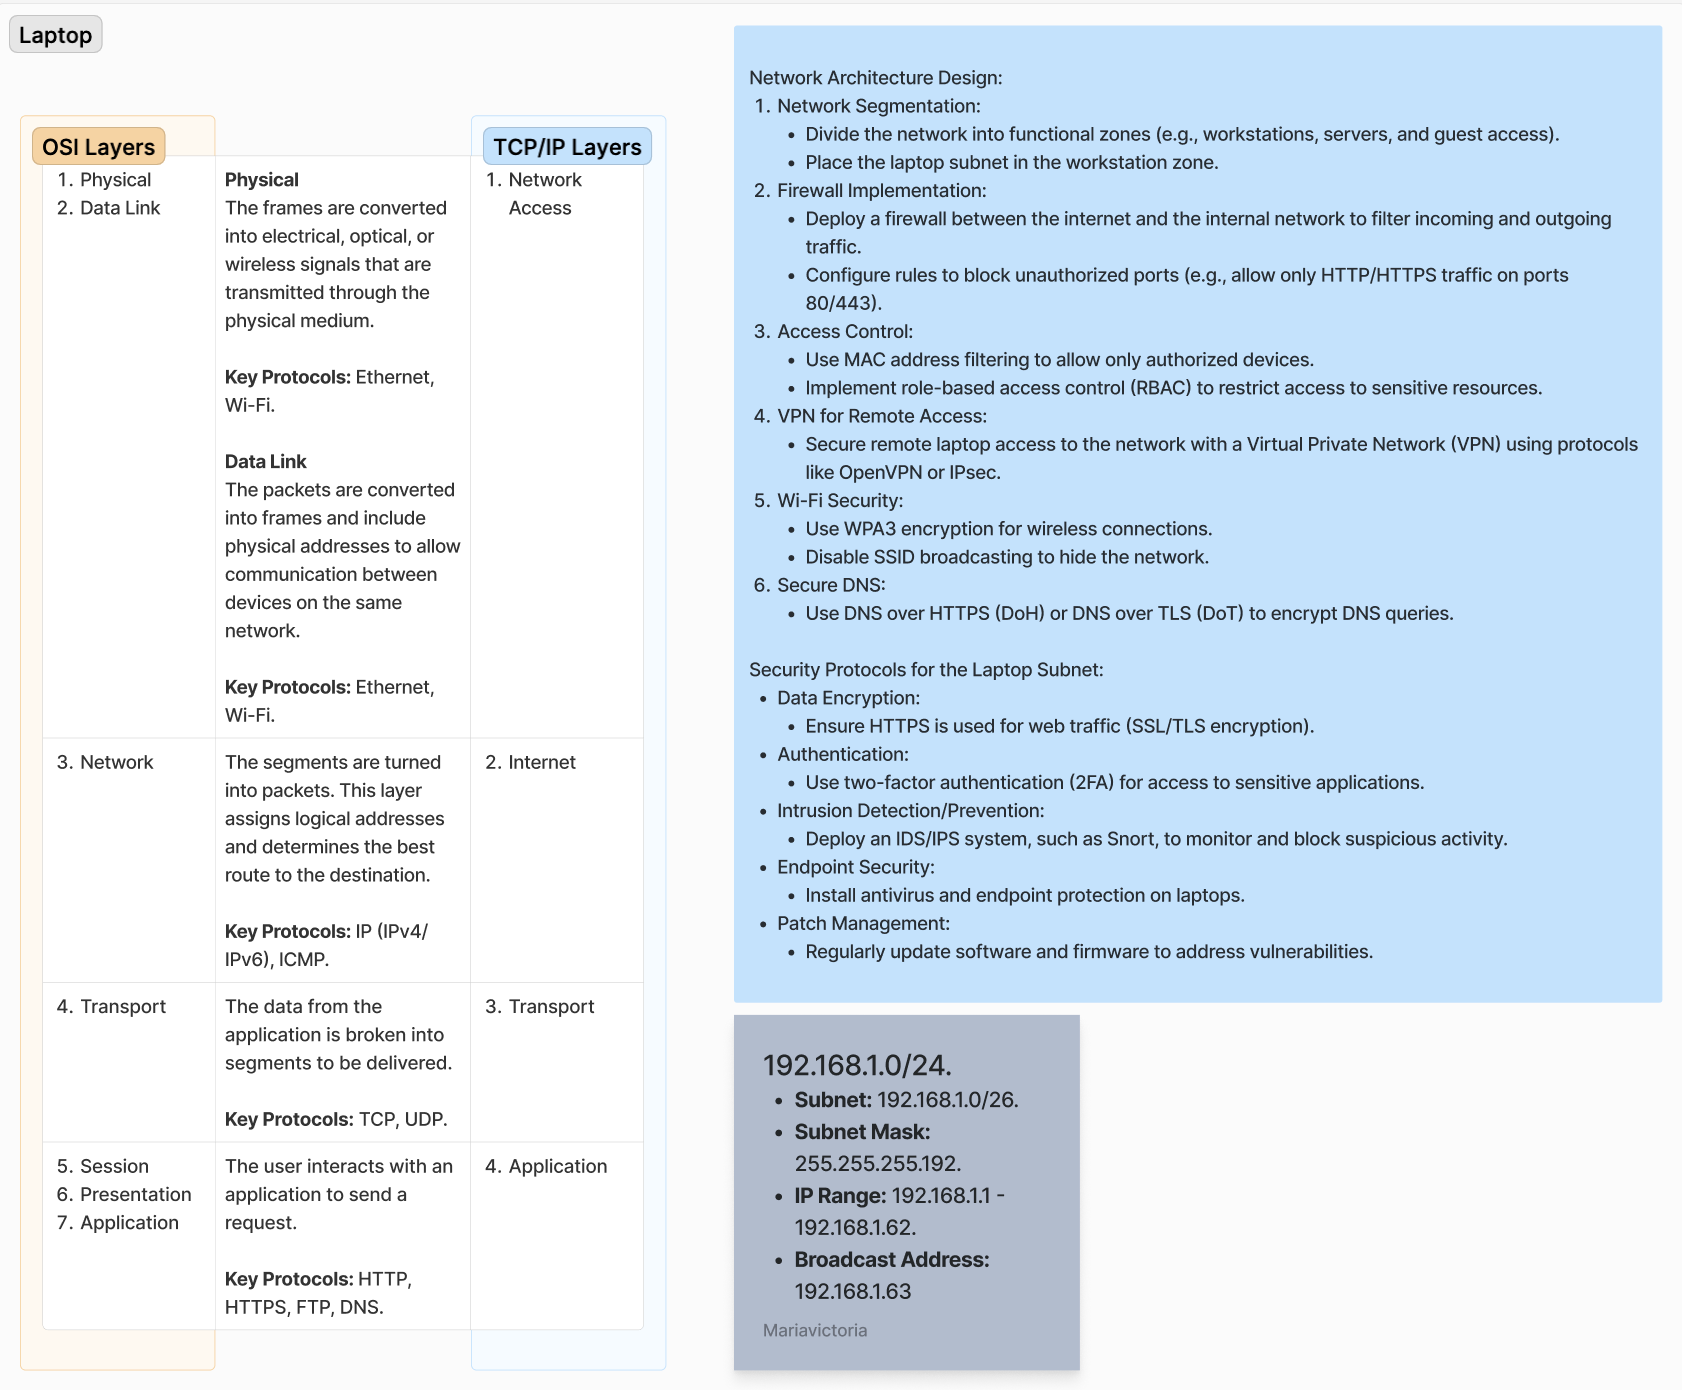 Laptop
OSI Layers
TCP/IP Layers
1. Physical
2. Data Link
Physical
The frames are converted
into electrical, optical, or
wireless signals that are
transmitted through the
physical medium.
Key Protocols: Ethernet,
Wi-Fi.
Data Link
The packets are converted
into frames and include
physical addresses to allow
communication between
devices on the same
network.
Key Protocols: Ethernet,
Wi-Fi.
1. Network
Access
3. Network
The segments are turned
into packets. This layer
assigns logical addresses
and determines the best
route to the destination.
Key Protocols: IP (IPv4/
IPv6), ICMP.
2. Internet
4. Transport
The data from the
application is broken into
segments to be delivered.
Key Protocols: TCP, UDP.
3. Transport
5. Session
6. Presentation
7. Application
The user interacts with an
application to send a
request.
Key Protocols: HTTP,
HTTPS, FTP, DNS.
4. Application
Network Architecture Design:
1. Network Segmentation:
• Divide the network into functional zones (e.g., workstations, servers, and guest access).
• Place the laptop subnet in the workstation zone.
2. Firewall Implementation:
• Deploy a firewall between the internet and the internal network to filter incoming and outgoing
traffic.
• Configure rules to block unauthorized ports (e.g., allow only HTTP/HTTPS traffic on ports
80/443).
3. Access Control:
• Use MAC address filtering to allow only authorized devices.
• Implement role-based access control (RBAC) to restrict access to sensitive resources.
4. VPN for Remote Access:
• Secure remote laptop access to the network with a Virtual Private Network (VPN) using protocols
like OpenVPN or IPsec.
5. Wi-Fi Security:
• Use WPA3 encryption for wireless connections.
• Disable SSID broadcasting to hide the network.
6. Secure DNS:
• Use DNS over HTTPS (DoH) or DNS over TLS (DoT) to encrypt DNS queries.
Security Protocols for the Laptop Subnet:
• Data Encryption:
• Ensure HTTPS is used for web traffic (SSL/TLS encryption).
• Authentication:
• Use two-factor authentication (2FA) for access to sensitive applications.
• Intrusion Detection/Prevention:
• Deploy an IDS/IPS system, such as Snort, to monitor and block suspicious activity.
• Endpoint Security:
• Install antivirus and endpoint protection on laptops.
• Patch Management:
• Regularly update software and firmware to address vulnerabilities.
192.168.1.0/24.
• Subnet: 192.168.1.0/26.
• Subnet Mask:
255.255.255.192.
• IP Range: 192.168.1.1 -
192.168.1.62.
• Broadcast Address:
192.168.1.63
Mariavictoria